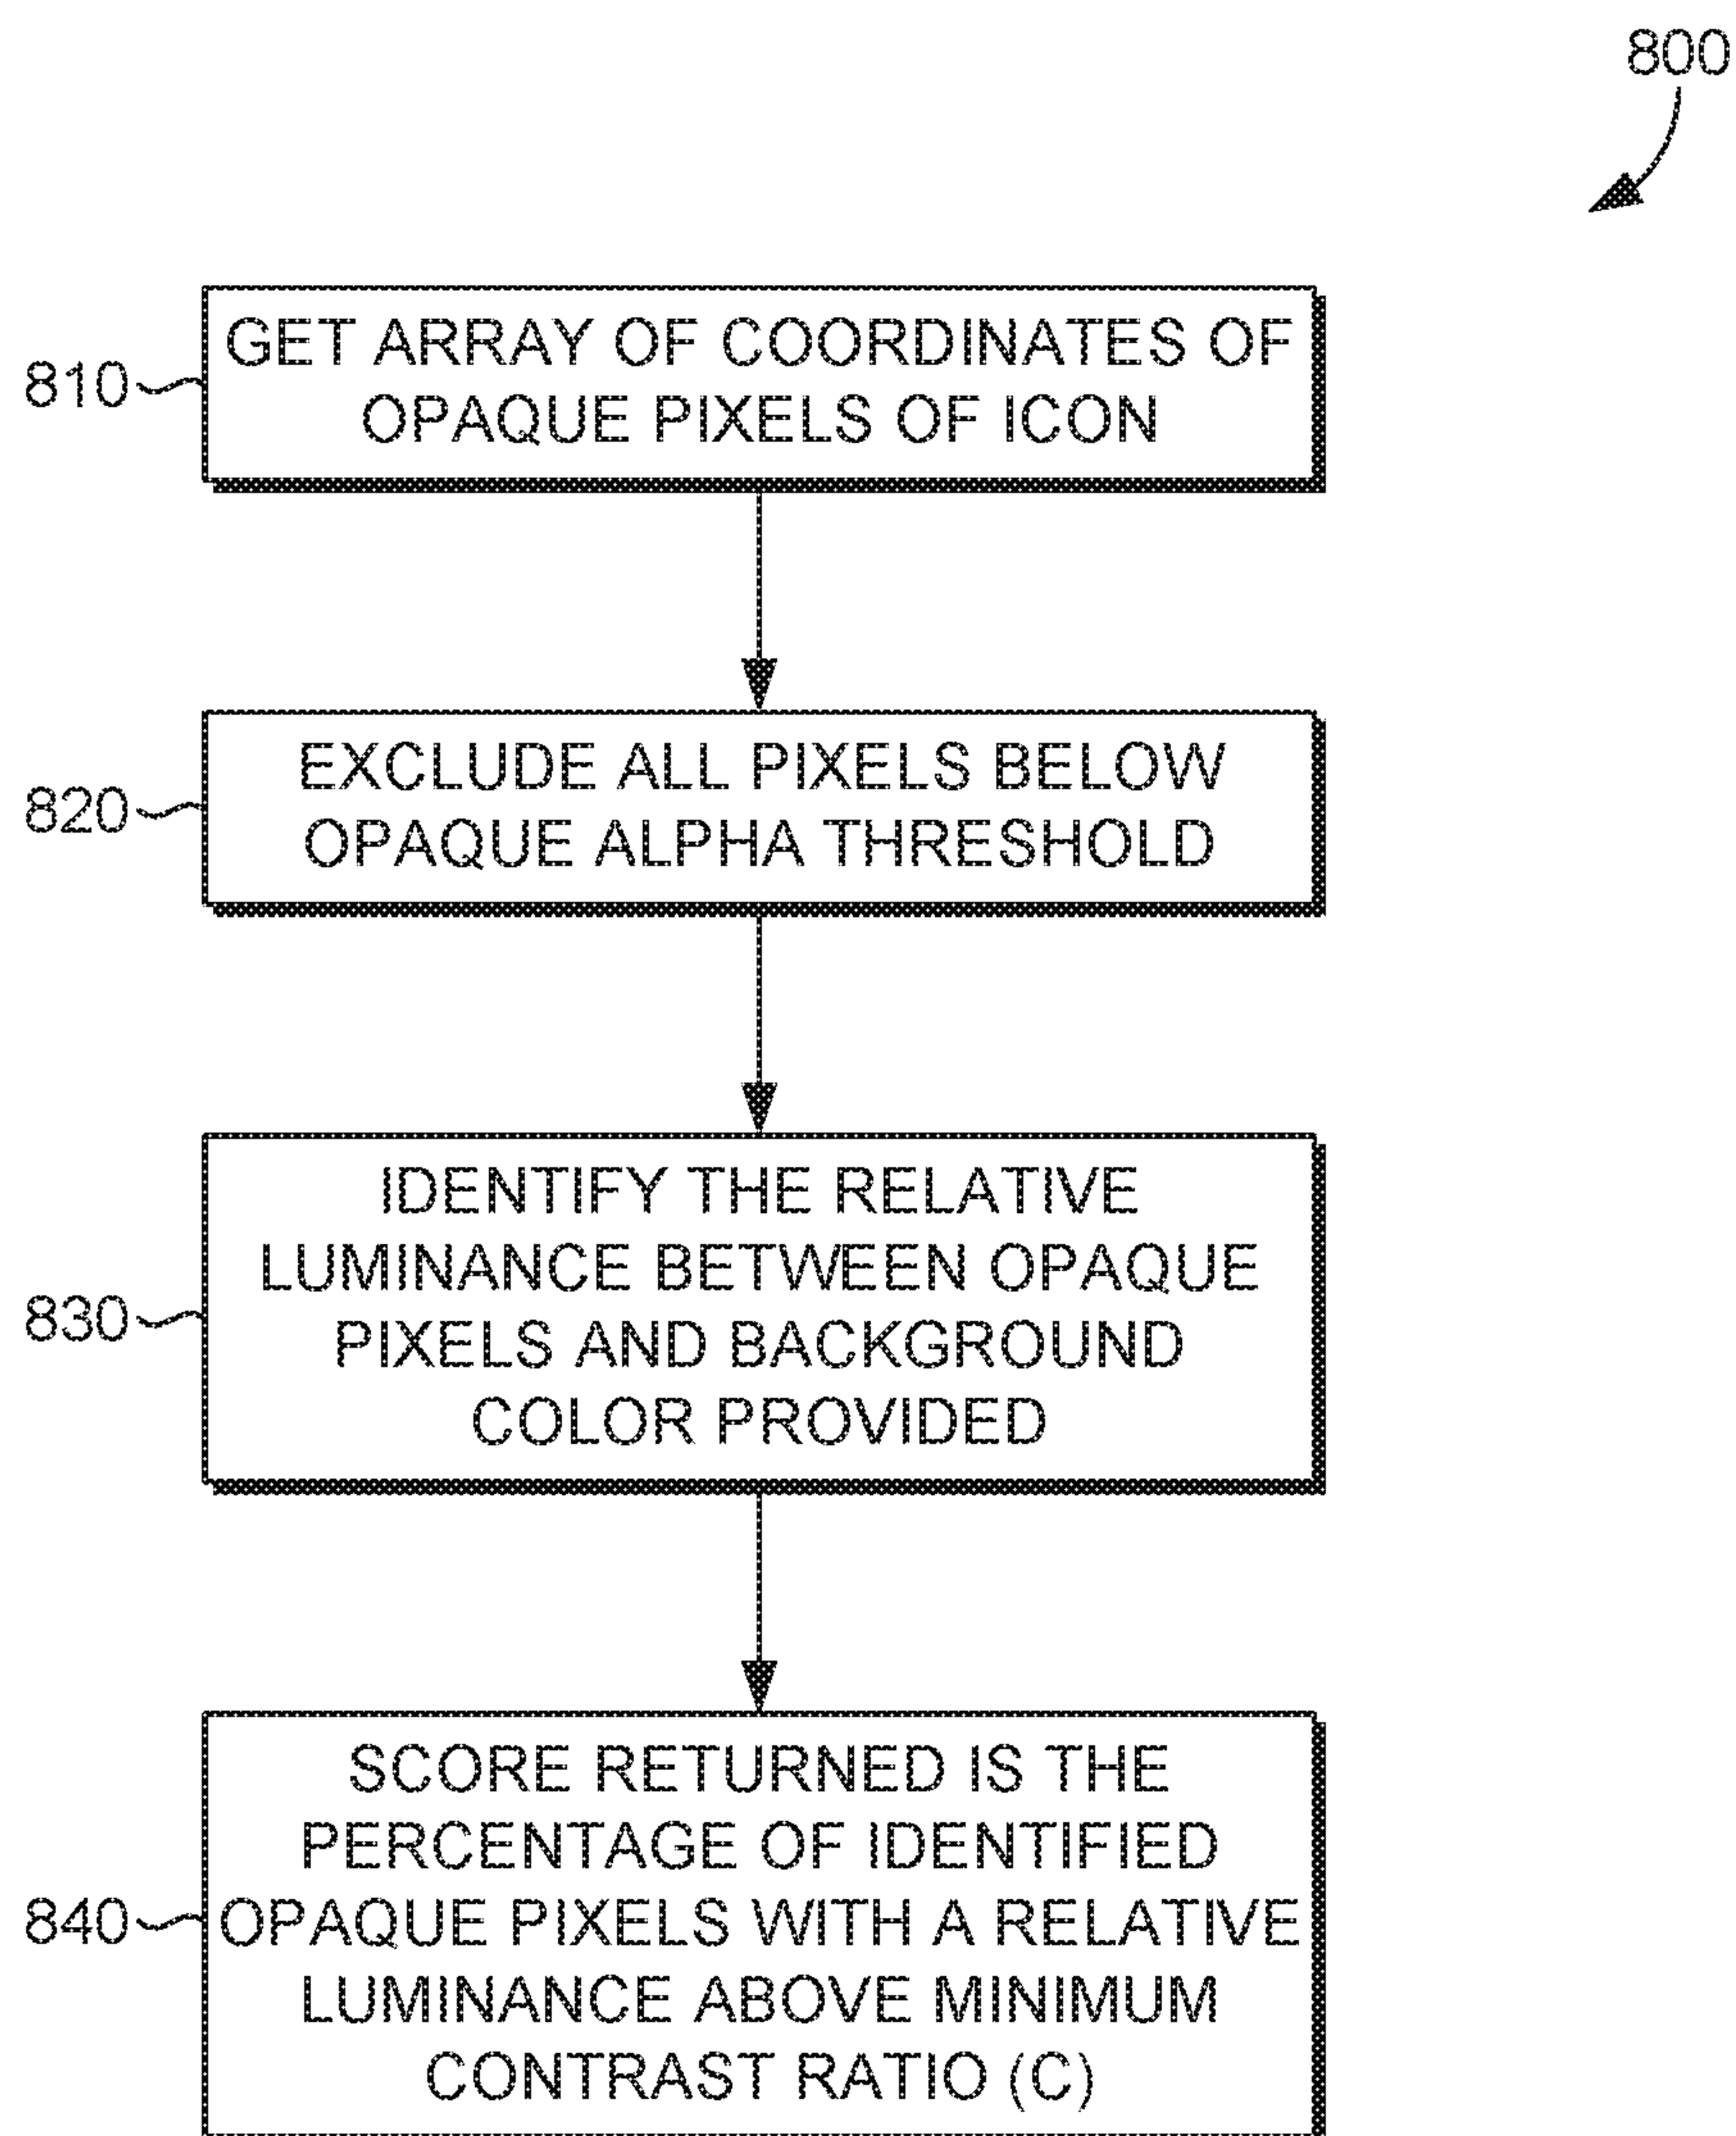 800
810
GET ARRAY OF COORDINATES OF
OPAQUE PIXELS OF ICON
820
EXCLUDE ALL PIXELS BELOW
OPAQUE ALPHA THRESHOLD
830
IDENTIFY THE RELATIVE
LUMINANCE BETWEEN OPAQUE
PIXELS AND BACKGROUND
COLOR PROVIDED
840
SCORE RETURNED IS THE
PERCENTAGE OF IDENTIFIED
OPAQUE PIXELS WITH A RELATIVE
LUMINANCE ABOVE MINIMUM
CONTRAST RATIO (C)